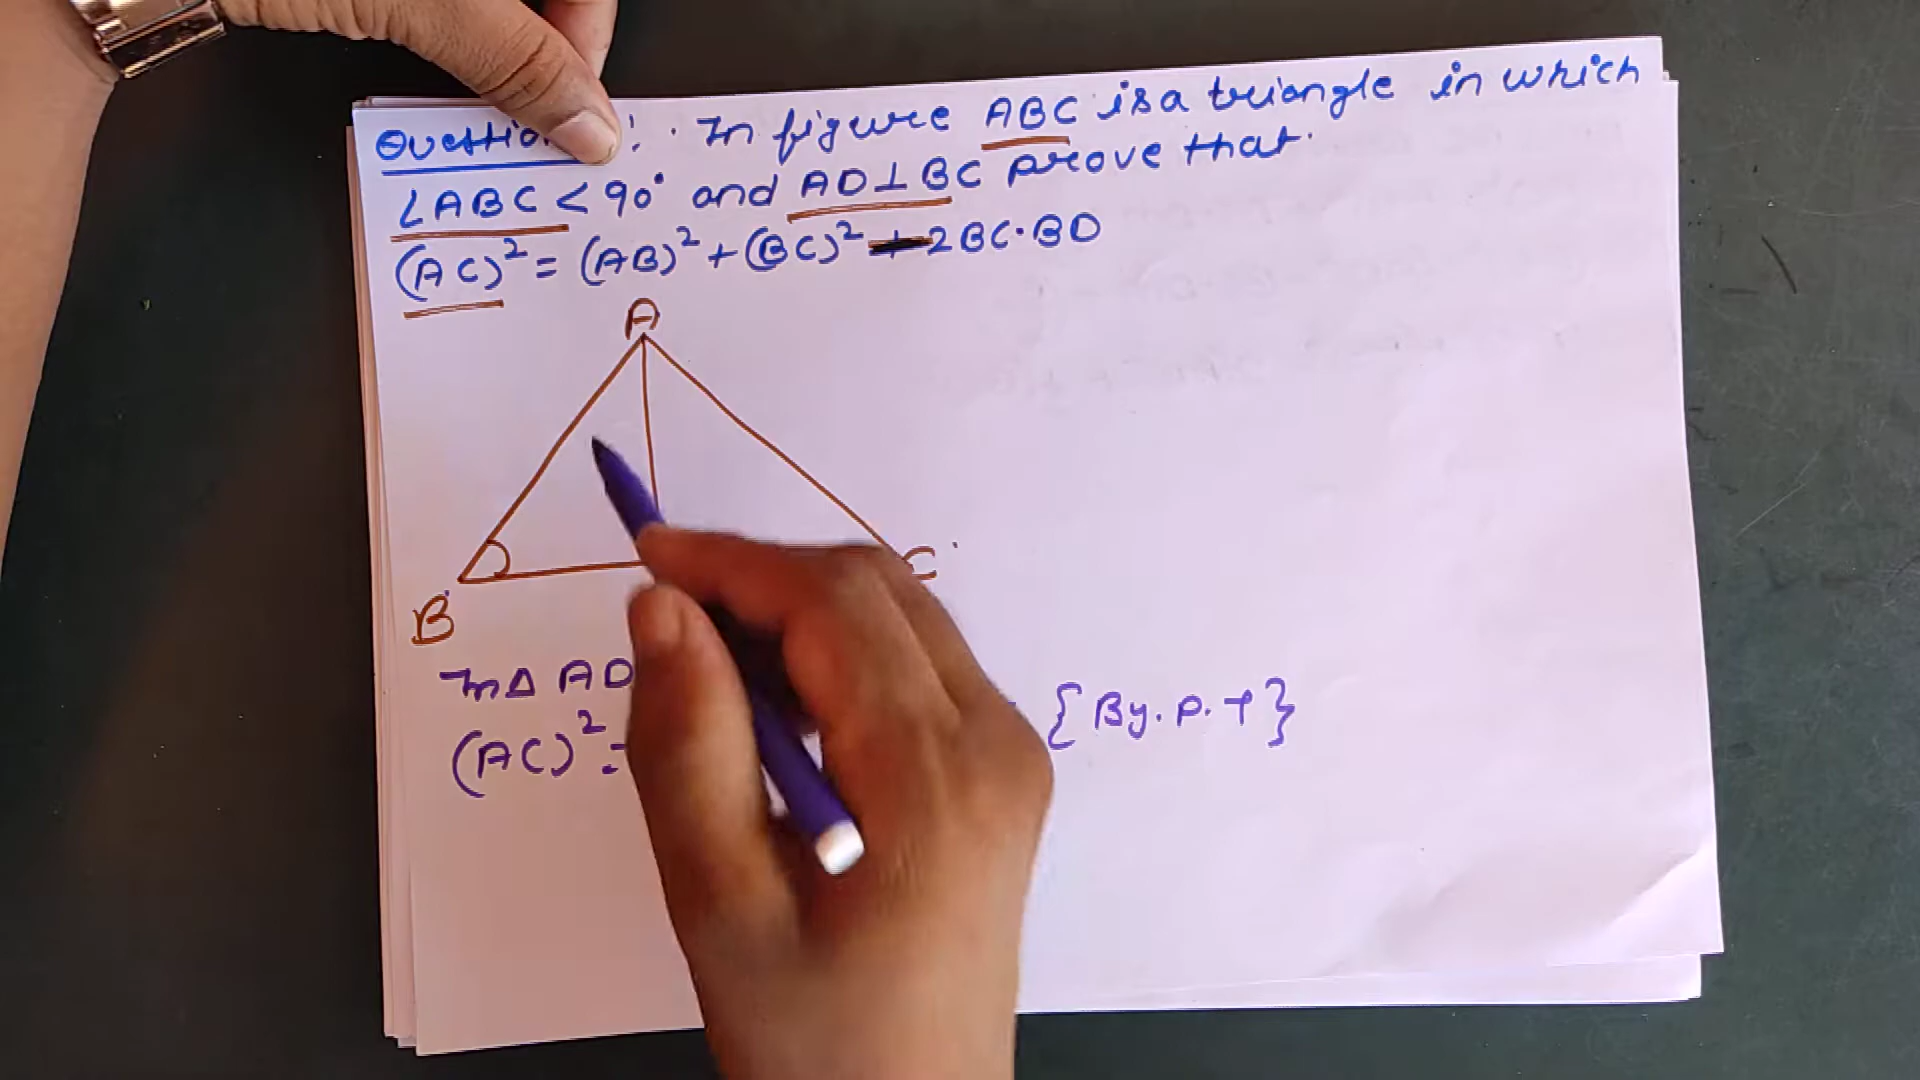 Question : . In figure ABC is a triangle in which
∠ABC < 90° and AD⊥BC prove that.
(AC)² = (AB)² + (BC)² - 2BC·BD
A
B
C
In Δ AD
(AC)² = {By. P. T}